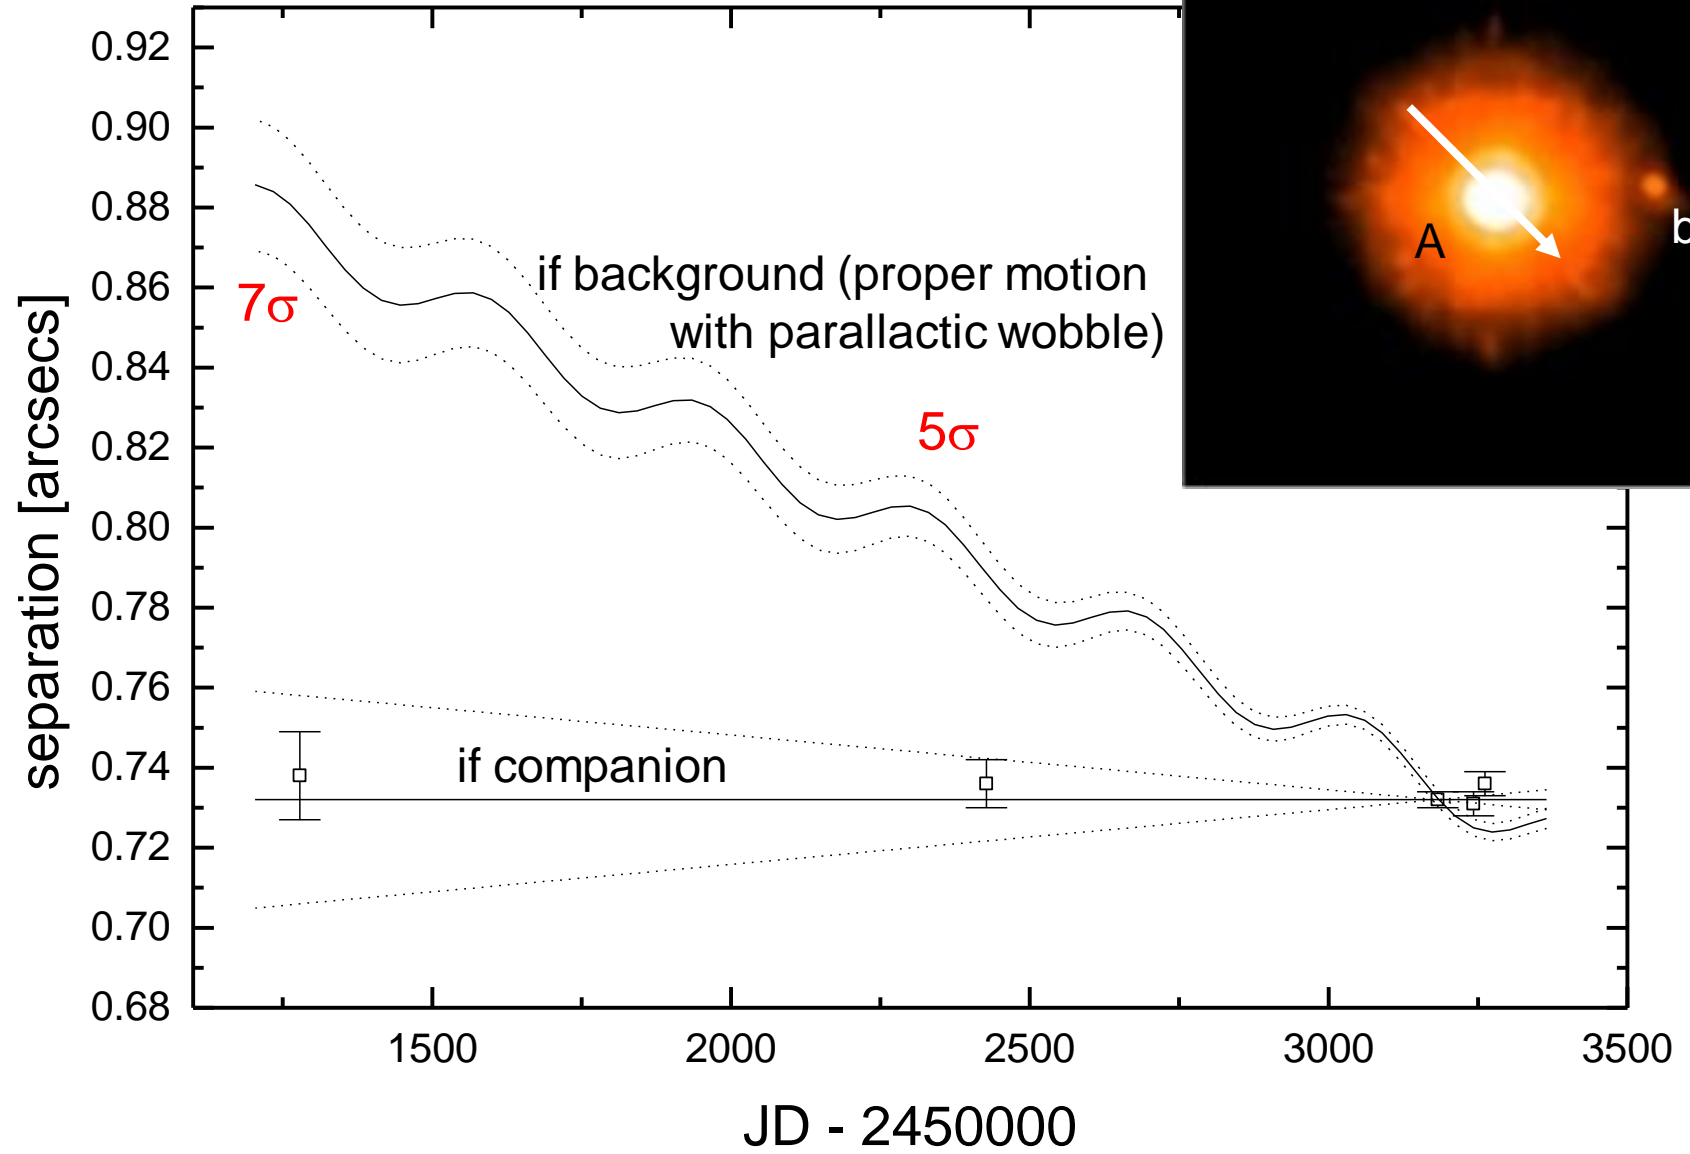 0.92
0.90
0.88
0.86
0.84
0.82
0.80
0.78
0.76
0.74
0.72
0.70
0.68
separation [arcsecs]
7σ
if background (proper motion
with parallactic wobble)
5σ
A
b
if companion
1500 2000 2500 3000 3500
JD - 2450000